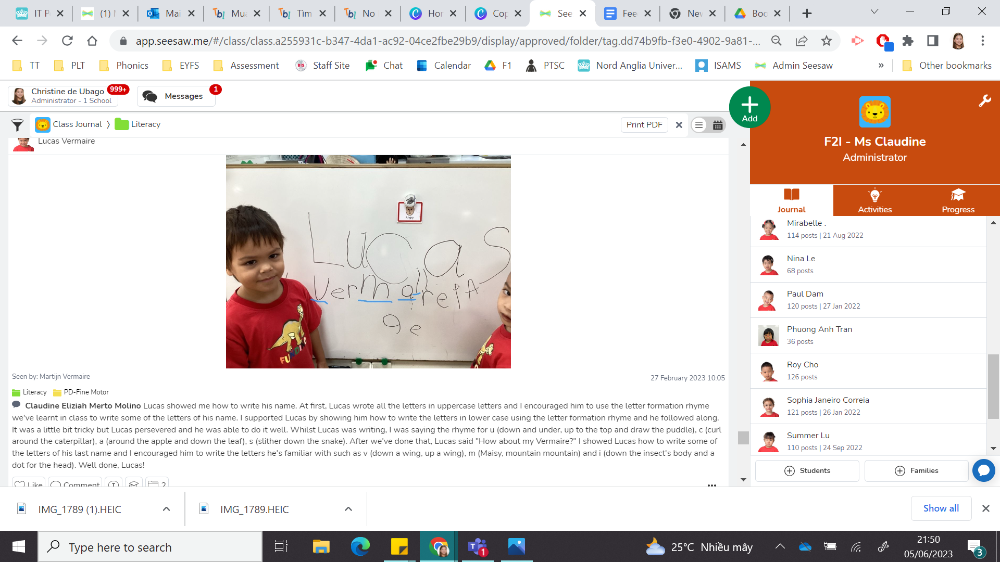 IT P
(1)
Mai
Mua
Tìm
No
Hor
Cop
See
Fee
Nev
Boo
app.seesaw.me/#/class/class.a255931c-b347-4da1-ac92-04ce2fbe29b9/display/approved/folder/tag.dd74b9fb-f3e0-4902-9a81-...
TT PLT Phonics EYFS Assessment BIS Staff Site Chat Calendar F1 PTSC Nord Anglia Univer... ISAMS Admin Seesaw » Other bookmarks
Christine de Ubago 999+
Administrator - 1 School
Messages 1
Class Journal 〉 Literacy
Print PDF
Add
F2I - Ms Claudine
Administrator
Journal Activities Progress
Lucas Vermaire
Angry
Lucas
Vermaire
FUNDINO
Seen by: Martijn Vermaire
27 February 2023 10:05
Literacy PD-Fine Motor
Claudine Eliziah Merto Molino Lucas showed me how to write his name. At first, Lucas wrote all the letters in uppercase letters and I encouraged him to use the letter formation rhyme
we've learnt in class to write some of the letters of his name. I supported Lucas by showing him how to write the letters in lower case using the letter formation rhyme and he followed along.
It was a little bit tricky but Lucas persevered and he was able to do it well. Whilst Lucas was writing, I was saying the rhyme for u (down and under, up to the top and draw the puddle), c (curl
around the caterpillar), a (around the apple and down the leaf), s (slither down the snake). After we've done that, Lucas said "How about my Vermaire?" I showed Lucas how to write some of
the letters of his last name and I encouraged him to write the letters he's familiar with such as v (down a wing, up a wing), m (Maisy, mountain mountain) and i (down the insect's body and a
dot for the head). Well done, Lucas!
Like Comment 2
Mirabelle .
114 posts | 21 Aug 2022
Nina Le
68 posts
Paul Dam
120 posts | 27 Jan 2022
Phuong Anh Tran
36 posts
Roy Cho
126 posts
Sophia Janeiro Correia
121 posts | 26 Jan 2022
Summer Lu
110 posts | 24 Sep 2022
Students Families
IMG_1789 (1).HEIC
IMG_1789.HEIC
Show all
Type here to search
1
25°C Nhiều mây
21:50
05/06/2023
3